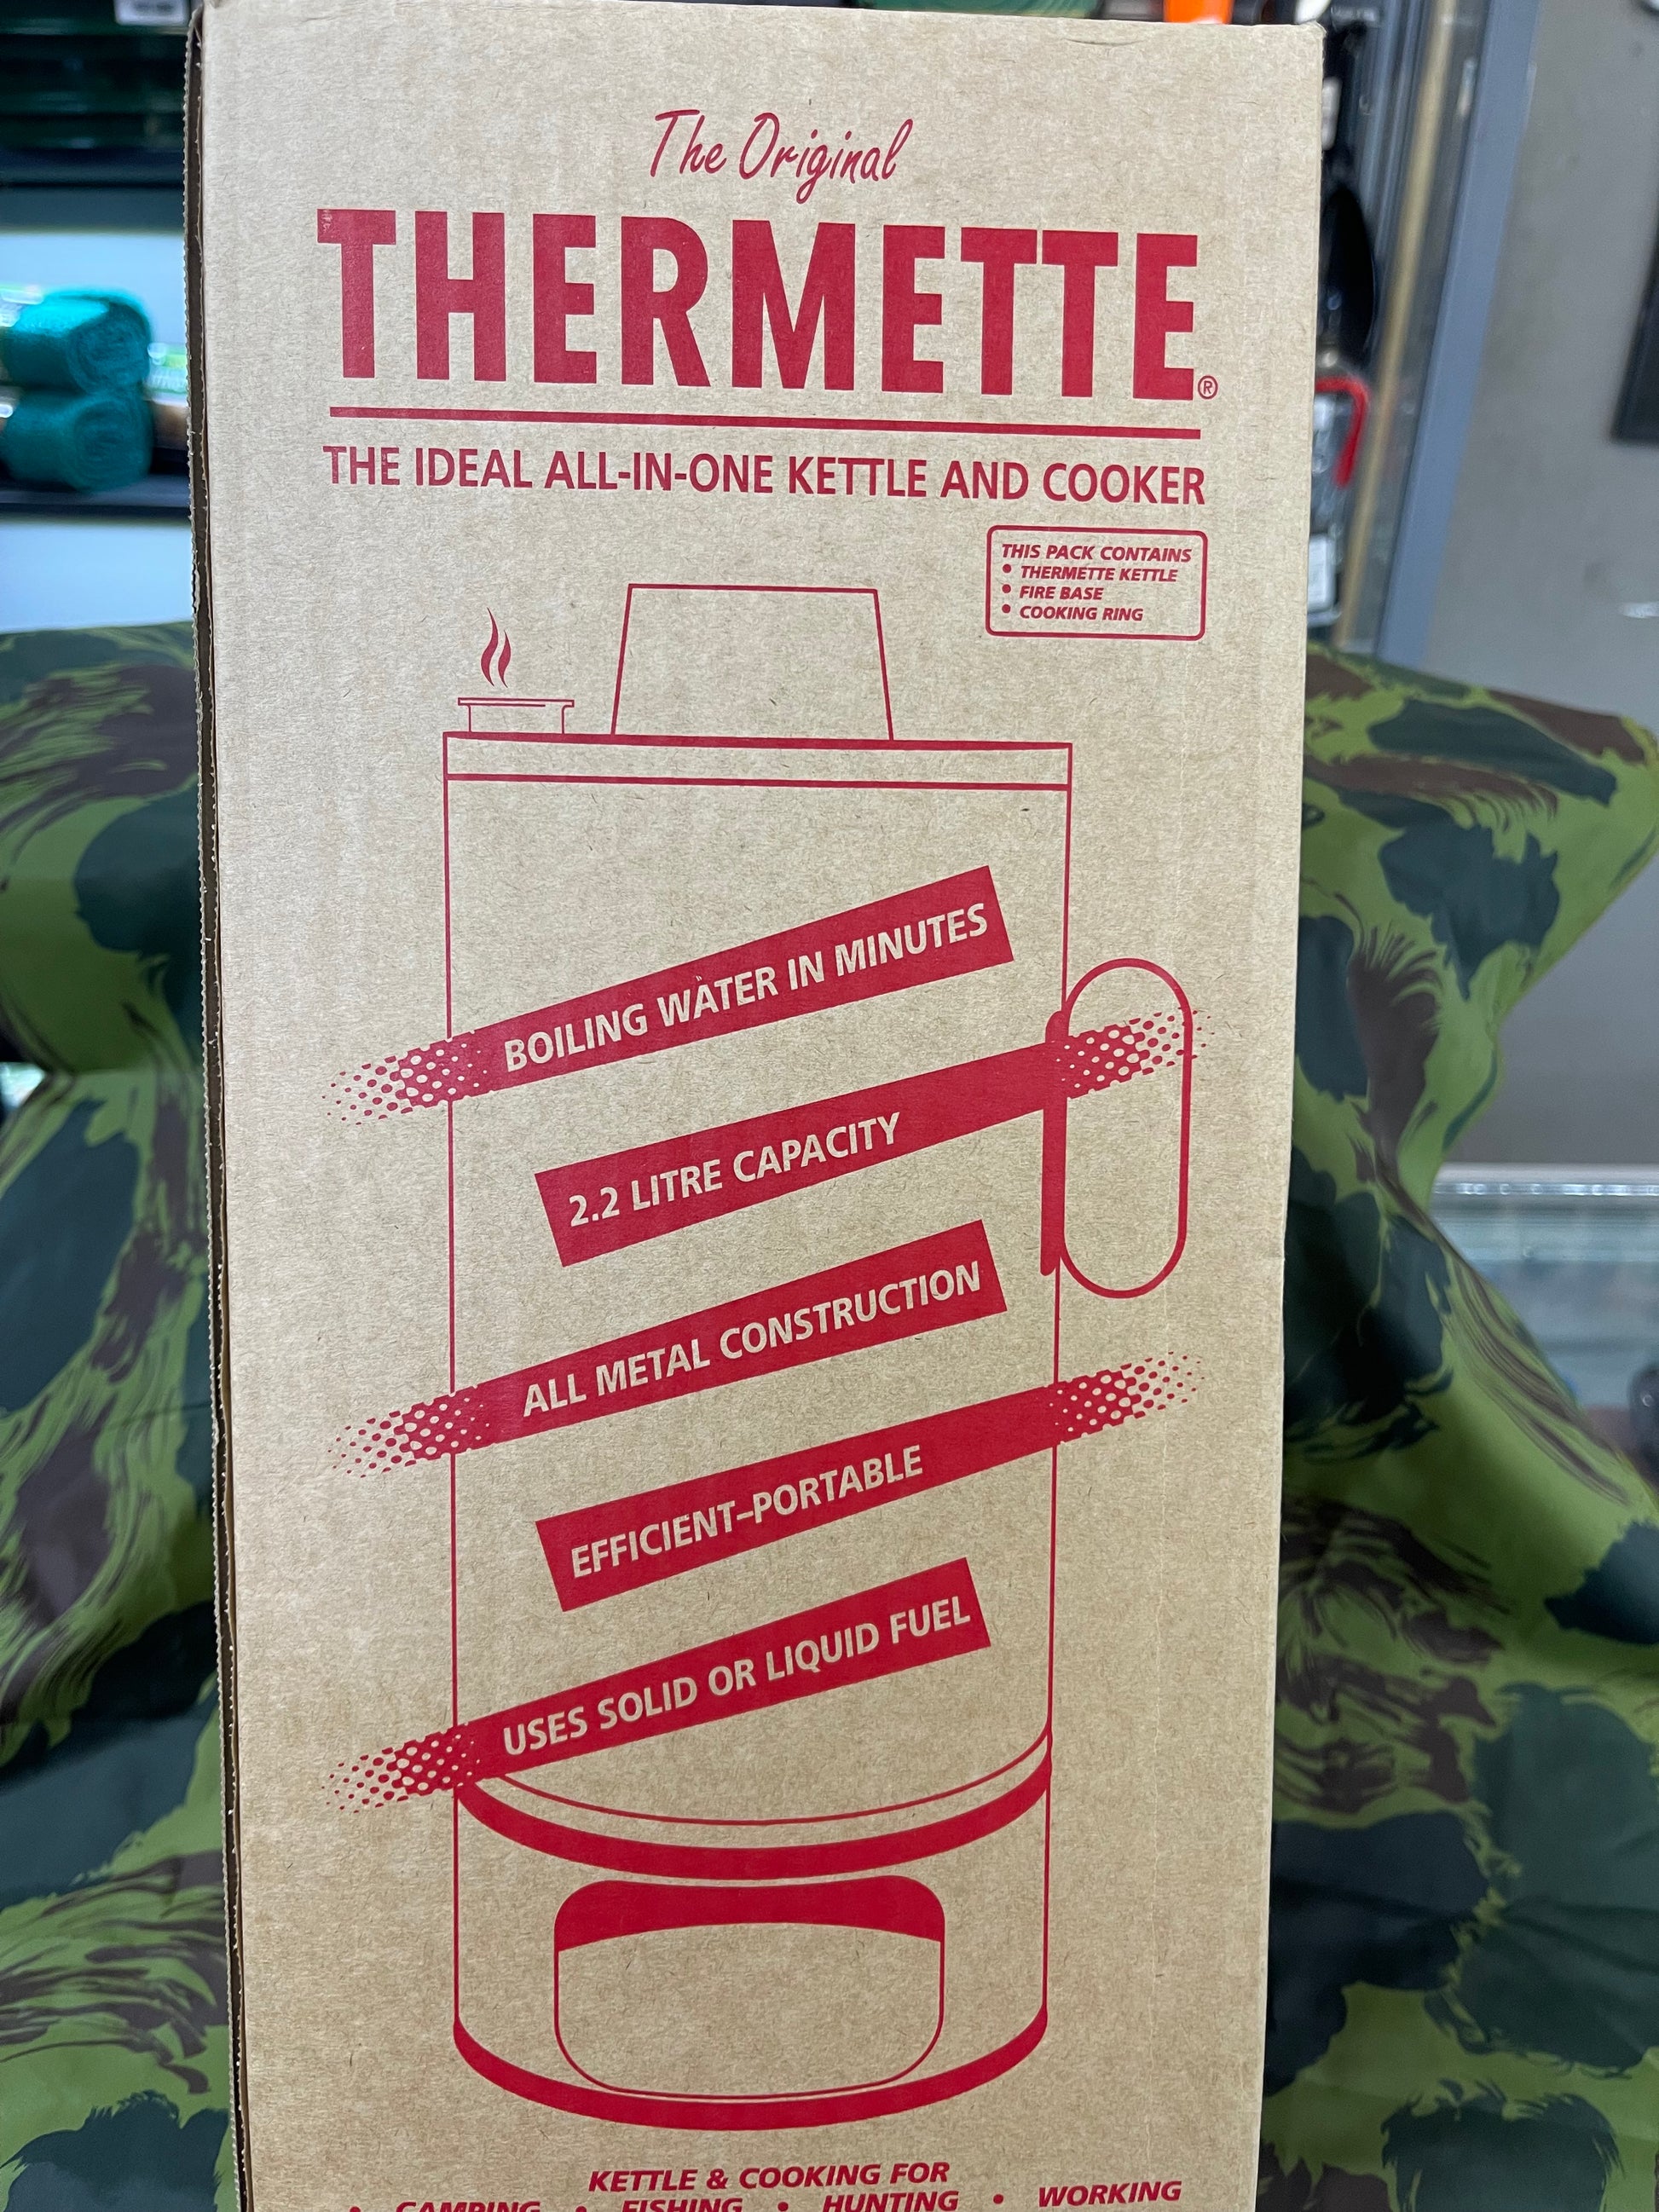 The Original
THERMETTE®
THE IDEAL ALL-IN-ONE KETTLE AND COOKER
THIS PACK CONTAINS
• THERMETTE KETTLE
• FIRE BASE
• COOKING RING
BOILING WATER IN MINUTES
2.2 LITRE CAPACITY
ALL METAL CONSTRUCTION
EFFICIENT–PORTABLE
USES SOLID OR LIQUID FUEL
KETTLE & COOKING FOR
• CAMPING • FISHING • HUNTING • WORKING